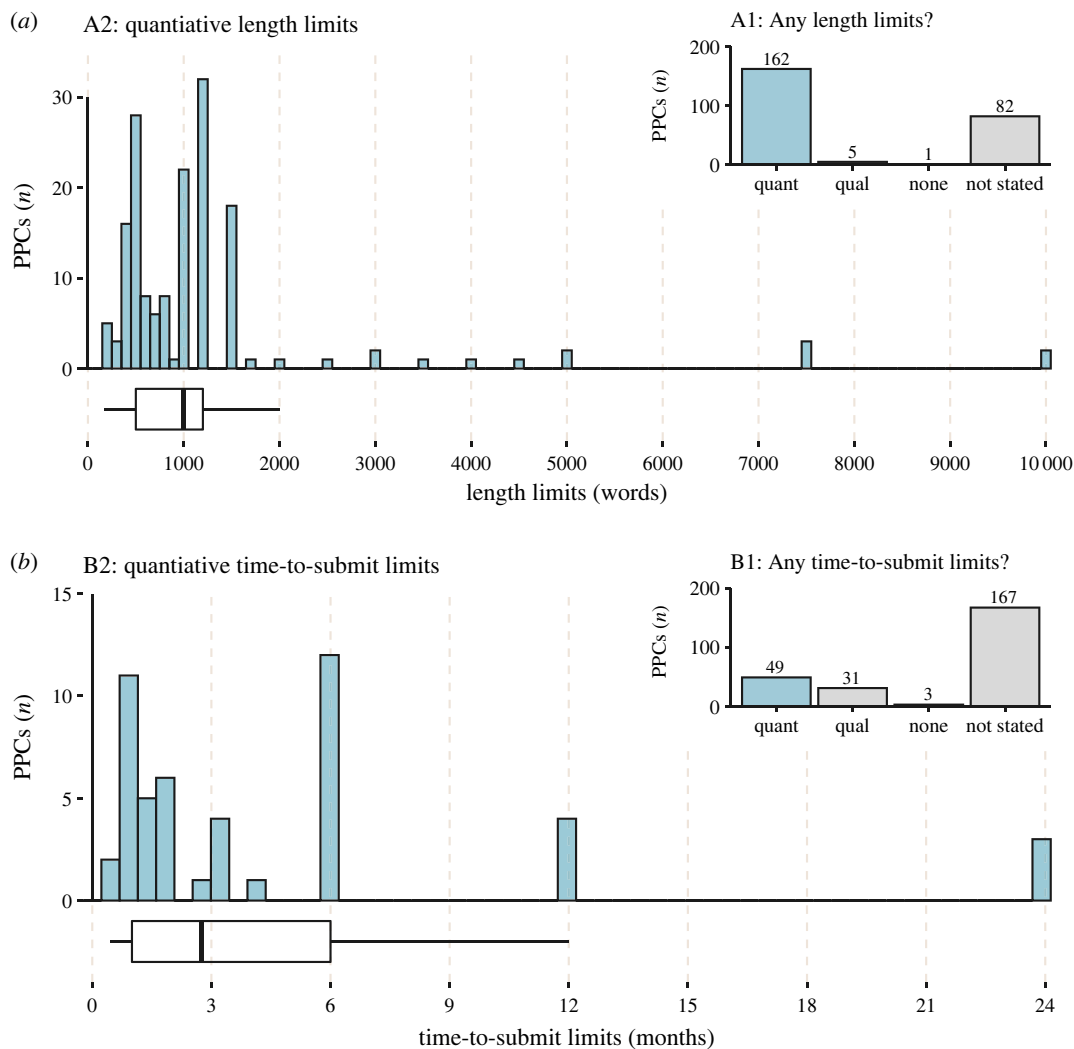 (a) A2: quantiative length limits
A1: Any length limits?
PPCs (n)
200
100
0
162
5
1
82
quant qual none not stated
PPCs (n)
30
20
10
0
0 1000 2000 3000 4000 5000 6000 7000 8000 9000 10 000
length limits (words)
(b) B2: quantiative time-to-submit limits
B1: Any time-to-submit limits?
PPCs (n)
200
100
0
49
31
3
167
quant qual none not stated
PPCs (n)
15
10
5
0
0 3 6 9 12 15 18 21 24
time-to-submit limits (months)